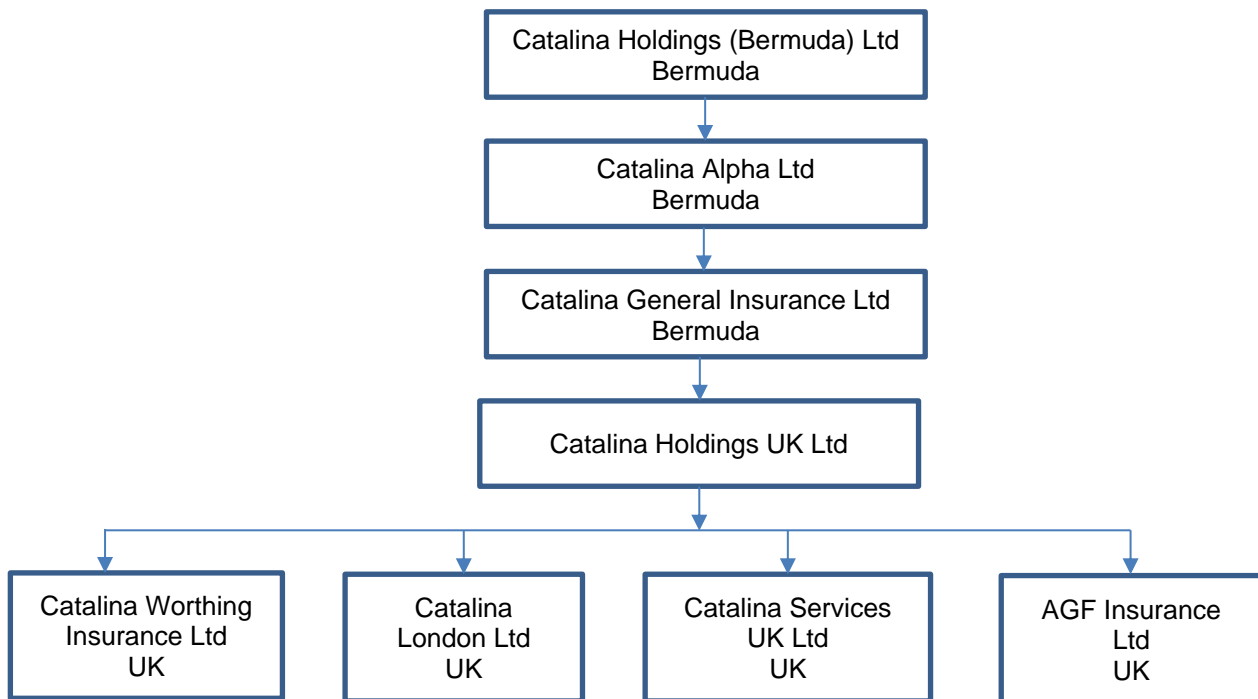 Catalina Holdings (Bermuda) Ltd
Bermuda
Catalina Alpha Ltd
Bermuda
Catalina General Insurance Ltd
Bermuda
Catalina Holdings UK Ltd
Catalina Worthing
Insurance Ltd
UK
Catalina
London Ltd
UK
Catalina Services
UK Ltd
UK
AGF Insurance
Ltd
UK